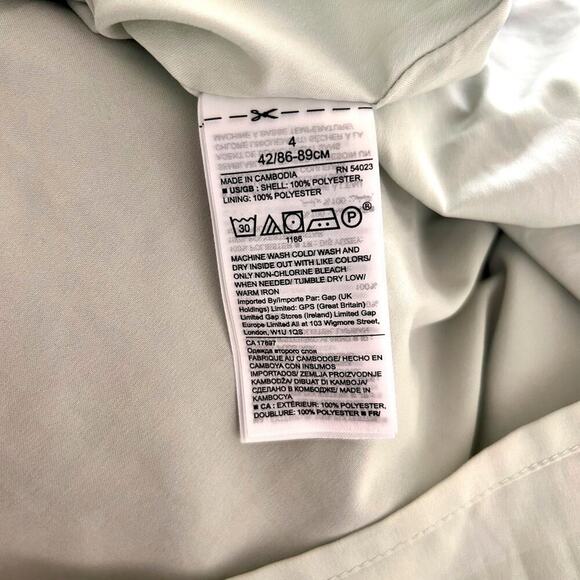 4
42/86-89CM
MADE IN CAMBODIA RN 54023
■ US/GB : SHELL: 100% POLYESTER,
LINING: 100% POLYESTER
30 P ®
1166
MACHINE WASH COLD/ WASH AND
DRY INSIDE OUT WITH LIKE COLORS/
ONLY NON-CHLORINE BLEACH
WHEN NEEDED/ TUMBLE DRY LOW/
WARM IRON
Imported By/Importe Par: Gap (UK
Holdings) Limited: GPS (Great Britain)
Limited Gap Stores (Ireland) Limited Gap
Europe Limited All at 103 Wigmore Street,
London, W1U 1QS
CA 17897
Одежда второго слоя
FABRIQUE AU CAMBODGE/ HECHO EN
CAMBOYA CON INSUMOS
IMPORTADOS/ ZEMLJA PROIZVODNJE
KAMBODŽA/ DIBUAT DI KAMBOJA/
СДЕЛАНО В КОМБОДЖЕ/ MADE IN
KAMBOCYA
■ CA : EXTÉRIEUR: 100% POLYESTER,
DOUBLURE: 100% POLYESTER ■ FR/